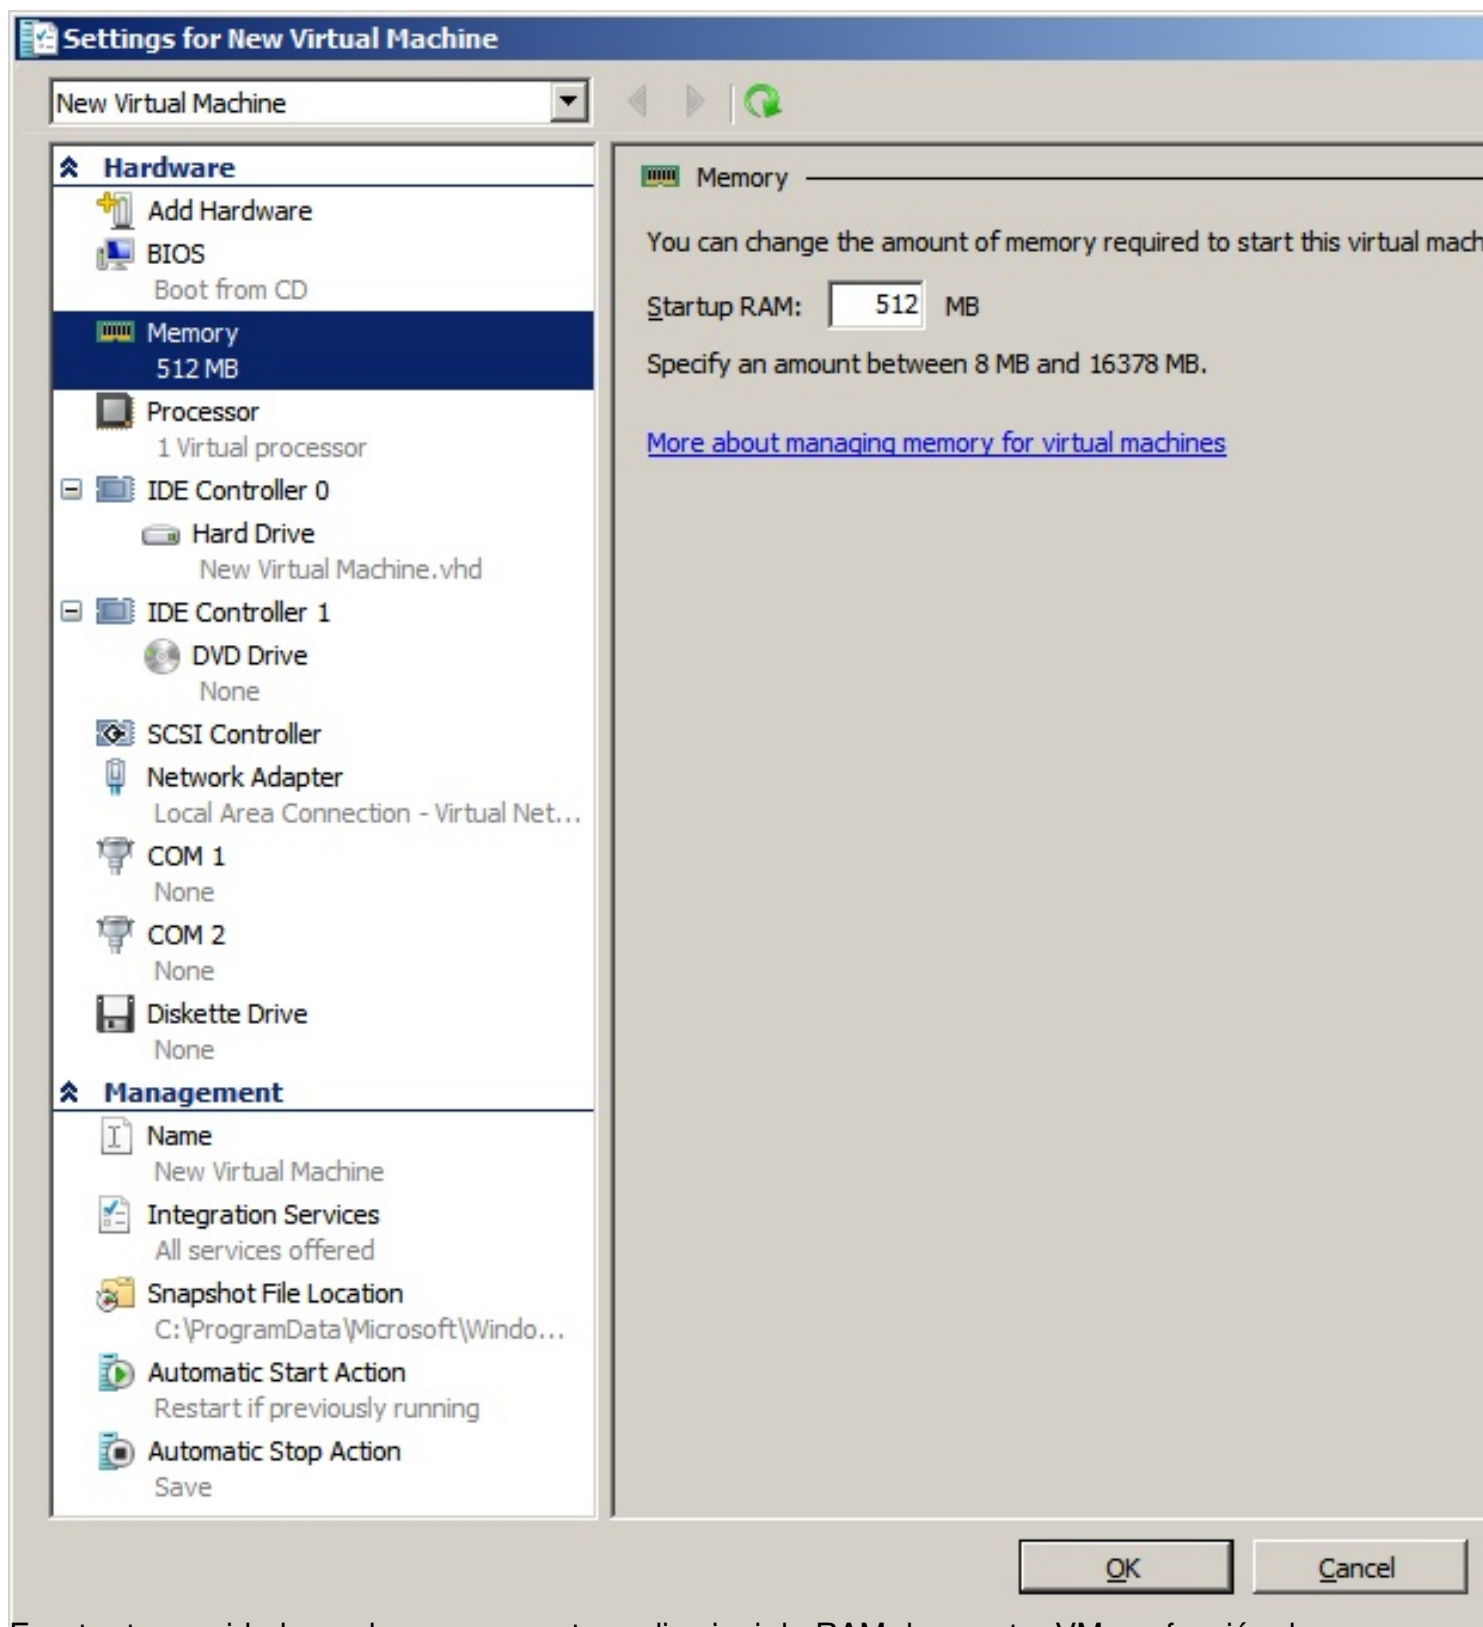 Settings for New Virtual Machine
New Virtual Machine
Hardware
Add Hardware
BIOS
Boot from CD
Memory
512 MB
Processor
1 Virtual processor
IDE Controller 0
Hard Drive
New Virtual Machine.vhd
IDE Controller 1
DVD Drive
None
SCSI Controller
Network Adapter
Local Area Connection - Virtual Net...
COM 1
None
COM 2
None
Diskette Drive
None
Management
Name
New Virtual Machine
Integration Services
All services offered
Snapshot File Location
C:\ProgramData\Microsoft\Windo...
Automatic Start Action
Restart if previously running
Automatic Stop Action
Save
Memory
You can change the amount of memory required to start this virtual mach
Startup RAM: 512 MB
Specify an amount between 8 MB and 16378 MB.
More about managing memory for virtual machines
OK
Cancel